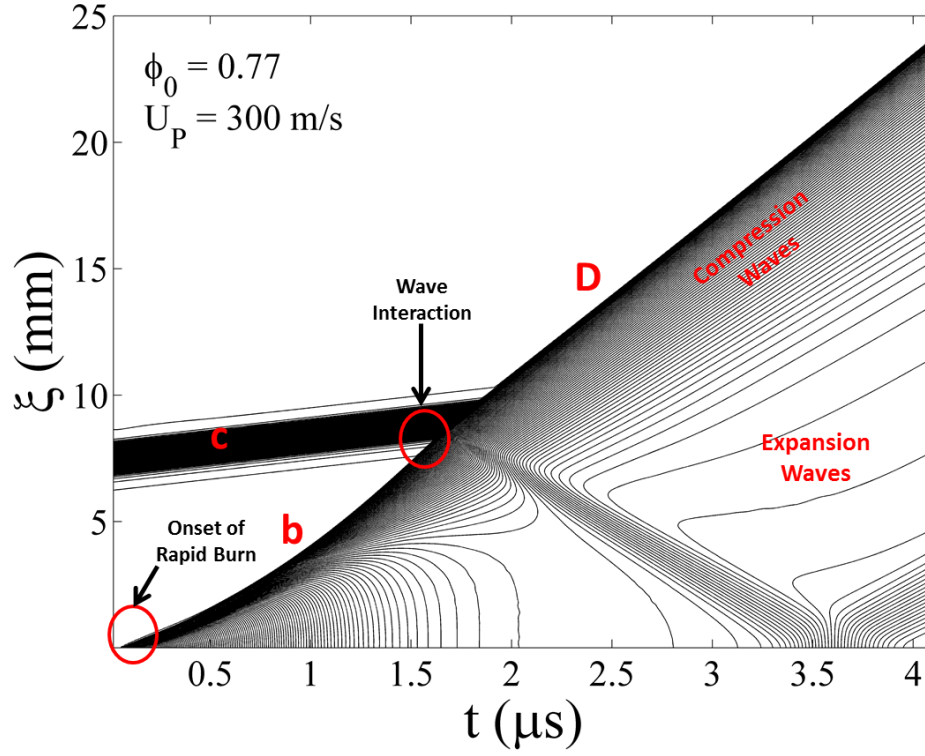 25
20
15
10
5
ξ (mm)
ϕ₀ = 0.77
U_P = 300 m/s
Compression
Waves
D
Wave
Interaction
c
Expansion
Waves
b
Onset of
Rapid Burn
0.5 1 1.5 2 2.5 3 3.5 4
t (μs)